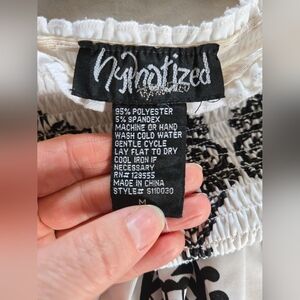 hypnotized
95% POLYESTER
5% SPANDEX
MACHINE OR HAND
WASH COLD WATER
GENTLE CYCLE
LAY FLAT TO DRY
COOL IRON IF
NECESSARY
RN# 129555
MADE IN CHINA
STYLE# S110030
M